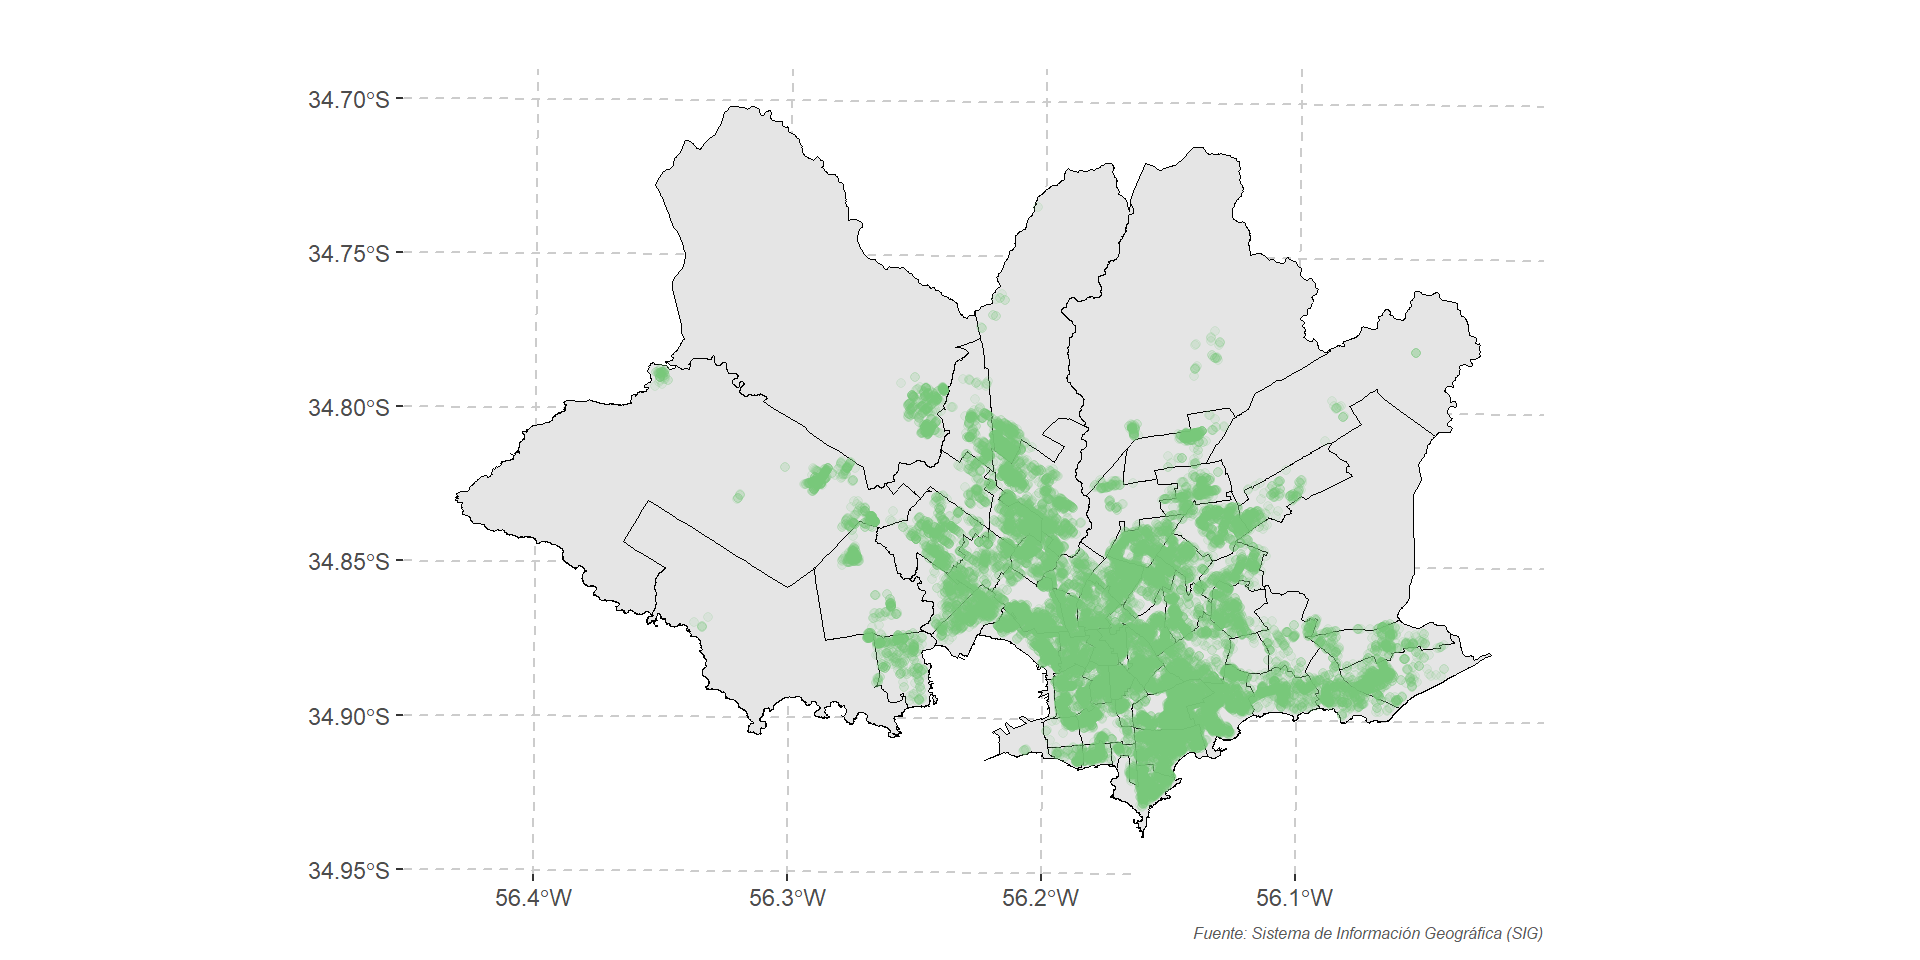 34.70°S
34.75°S
34.80°S
34.85°S
34.90°S
34.95°S
56.4°W 56.3°W 56.2°W 56.1°W
Fuente: Sistema de Información Geográfica (SIG)